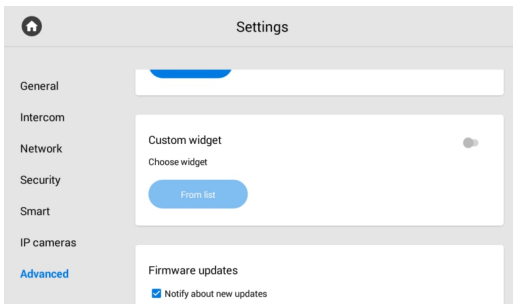 Settings
General
Intercom
Network
Security
Smart
IP cameras
Advanced
Custom widget
Choose widget
From list
Firmware updates
Notify about new updates